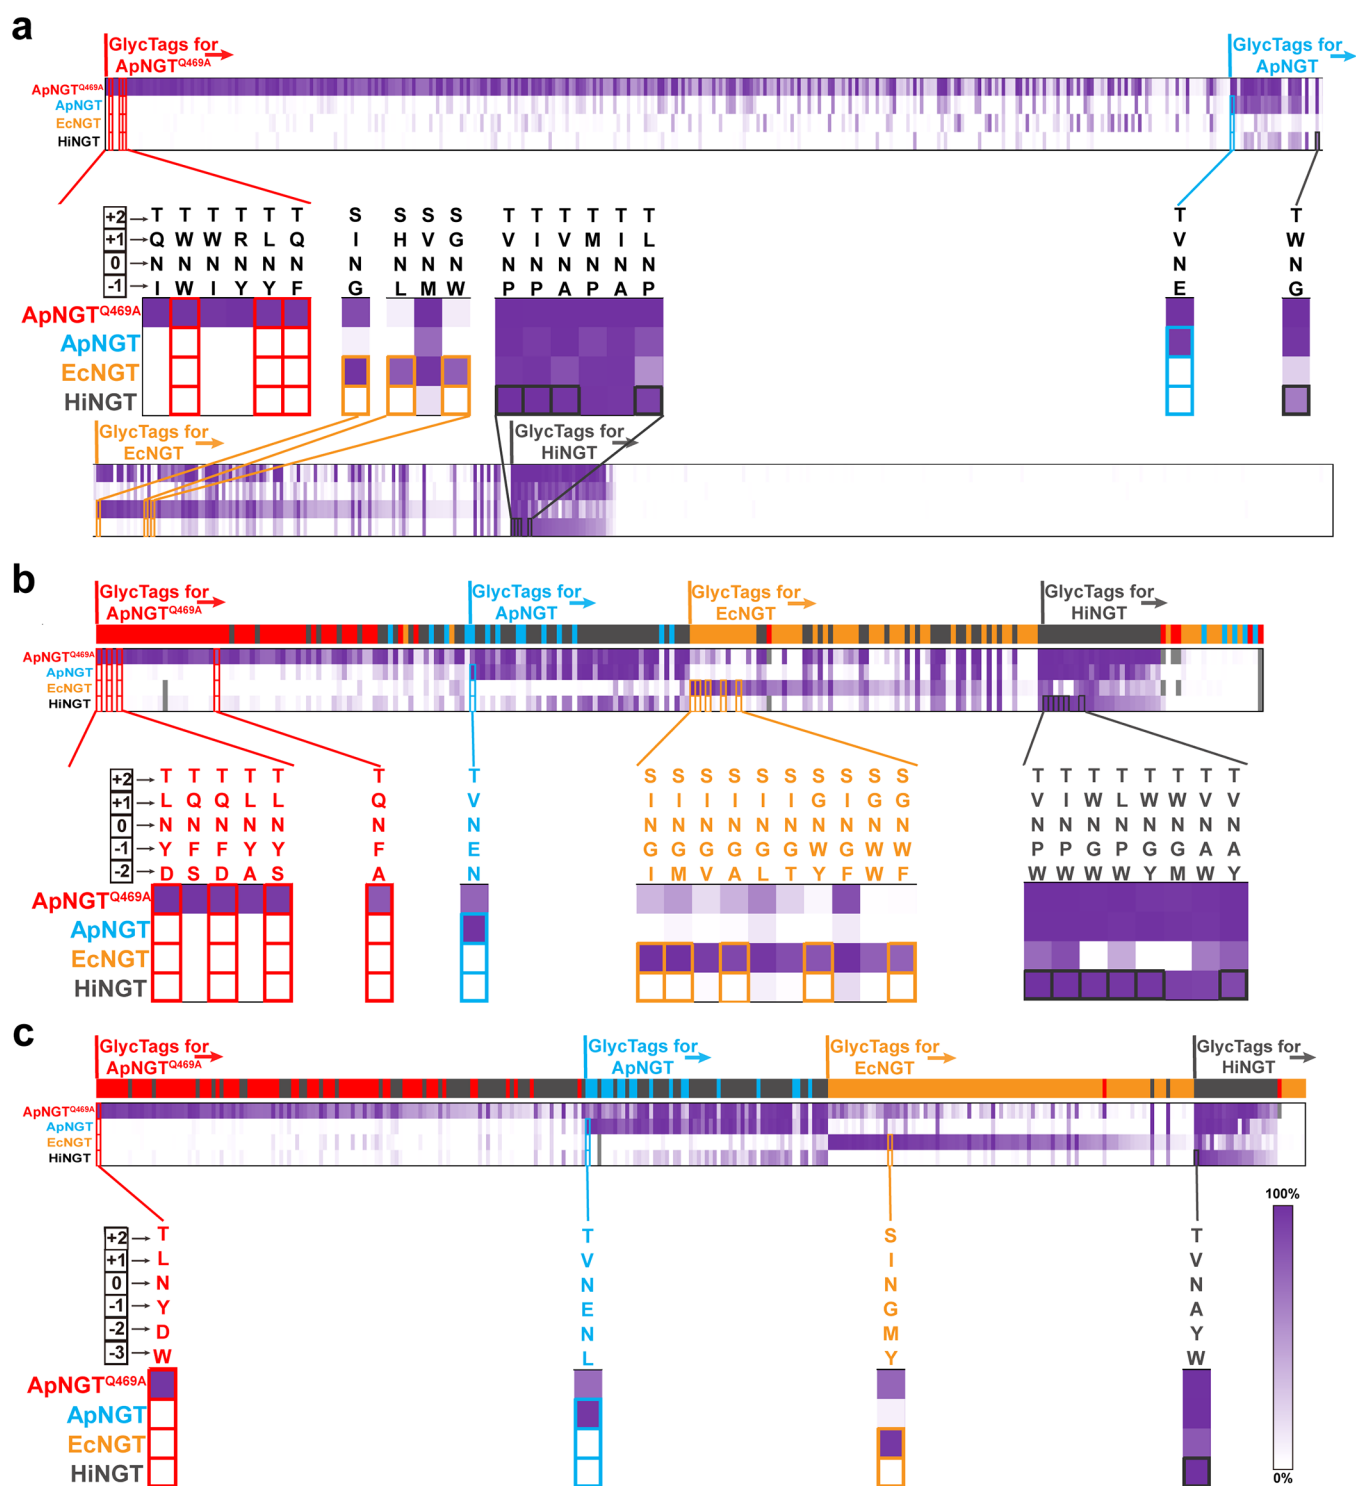 a
GlycTags for
ApNGTQ469A
GlycTags for
ApNGT
ApNGTQ469A
ApNGT
EcNGT
HiNGT
+2 T T T T T T S S S S T T T T T T T T
+1 Q W W R L Q I H V G V I V M I L V W
0 N N N N N N N N N N N N N N N N N N
-1 I W I Y Y F G L M W P P A P A P E G
ApNGTQ469A
ApNGT
EcNGT
HiNGT
GlycTags for
EcNGT
GlycTags for
HiNGT
b
GlycTags for
ApNGTQ469A
GlycTags for
ApNGT
GlycTags for
EcNGT
GlycTags for
HiNGT
ApNGTQ469A
ApNGT
EcNGT
HiNGT
+2 T T T T T T T S S S S S S S S S S T T T T T T T T
+1 L Q Q L L Q V I I I I I I G I G G V I W L W W V V
0 N N N N N N N N N N N N N N N N N N N N N N N N N
-1 Y F F Y Y F E G G G G G G W G W W P P G P G G A A
-2 D S D A S A N I M V A L T Y F W F W W W W Y M W Y
ApNGTQ469A
ApNGT
EcNGT
HiNGT
c
GlycTags for
ApNGTQ469A
GlycTags for
ApNGT
GlycTags for
EcNGT
GlycTags for
HiNGT
ApNGTQ469A
ApNGT
EcNGT
HiNGT
+2 T T S T
+1 L V I V
0 N N N N
-1 Y E G A
-2 D N M Y
-3 W L Y W
ApNGTQ469A
ApNGT
EcNGT
HiNGT
100%
0%